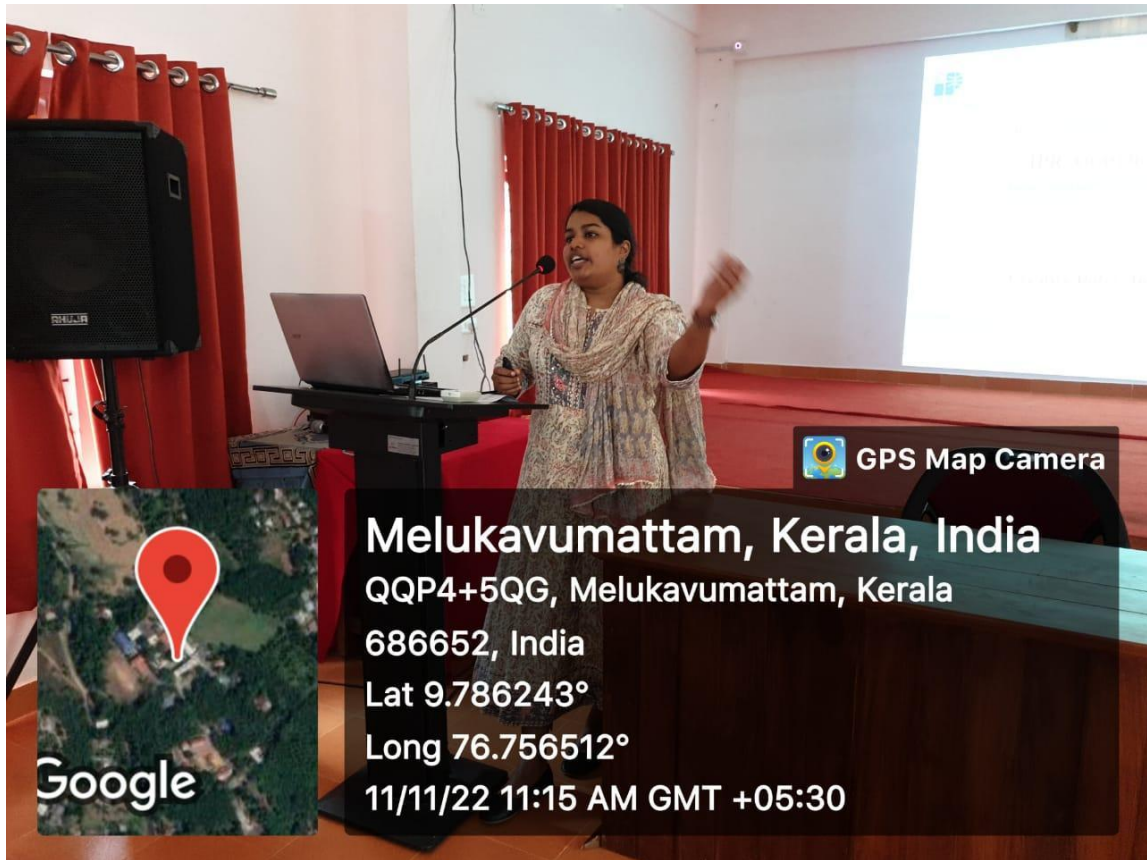 AHUJA
GPS Map Camera
Melukavumattam, Kerala, India
QQP4+5QG, Melukavumattam, Kerala
686652, India
Lat 9.786243°
Long 76.756512°
11/11/22 11:15 AM GMT +05:30
Google